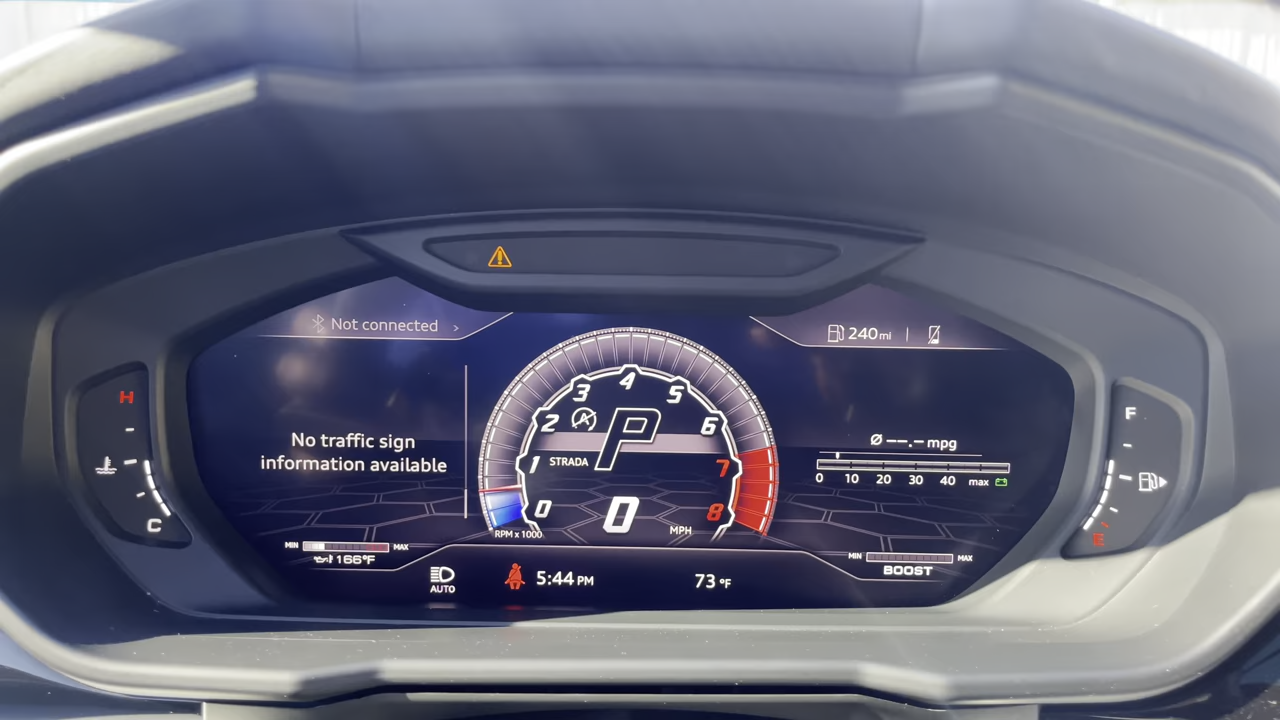 Not connected >
240 mi
H
C
No traffic sign
information available
4
3 5
2 6
1 7
0 8
A
P
STRADA
0
RPM x 1000
MPH
Ø --.- mpg
0 10 20 30 40 max
F
E
MIN MAX
166°F
MIN MAX
BOOST
AUTO
5:44 PM
73 °F